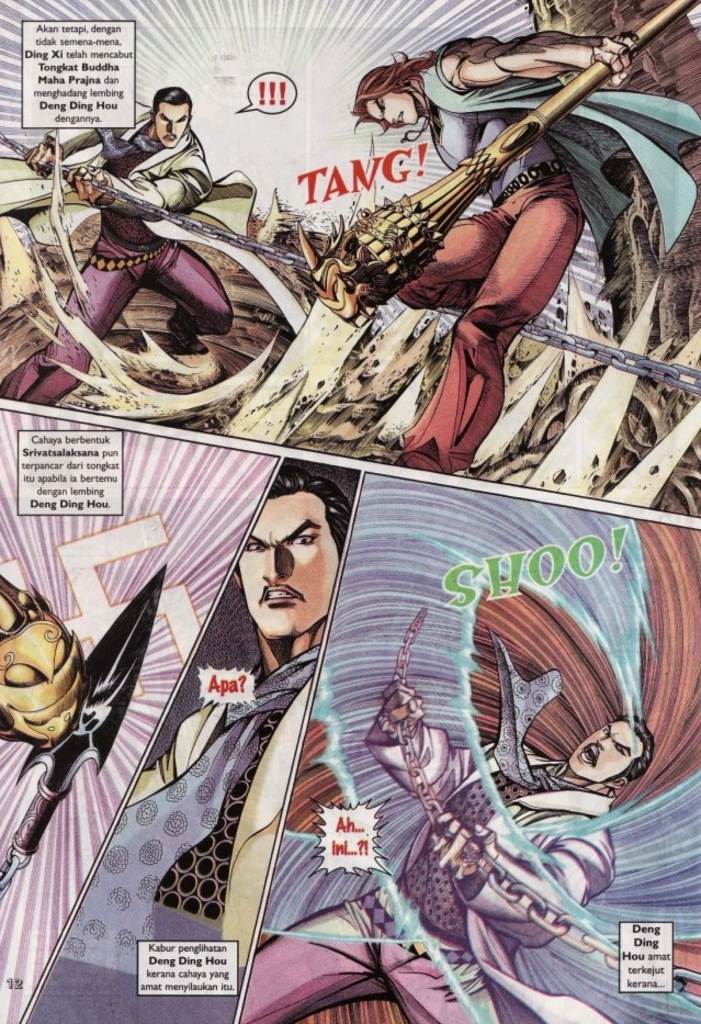 Akan tetapi, dengan
tidak semena-mena,
Ding Xi telah mencabut
Tongkat Buddha
Maha Prajna dan
menghadang lembing
Deng Ding Hou
dengannya.
!!!
TANG!
Cahaya berbentuk
Srivatsalaksana pun
terpancar dari tongkat
itu apabila ia bertemu
dengan lembing
Deng Ding Hou.
Apa?
Kabur penglihatan
Deng Ding Hou
kerana cahaya yang
amat menyilaukan itu.
SHOO!
Ah...
ini...?!
Deng
Ding
Hou amat
terkejut
kerana...
12